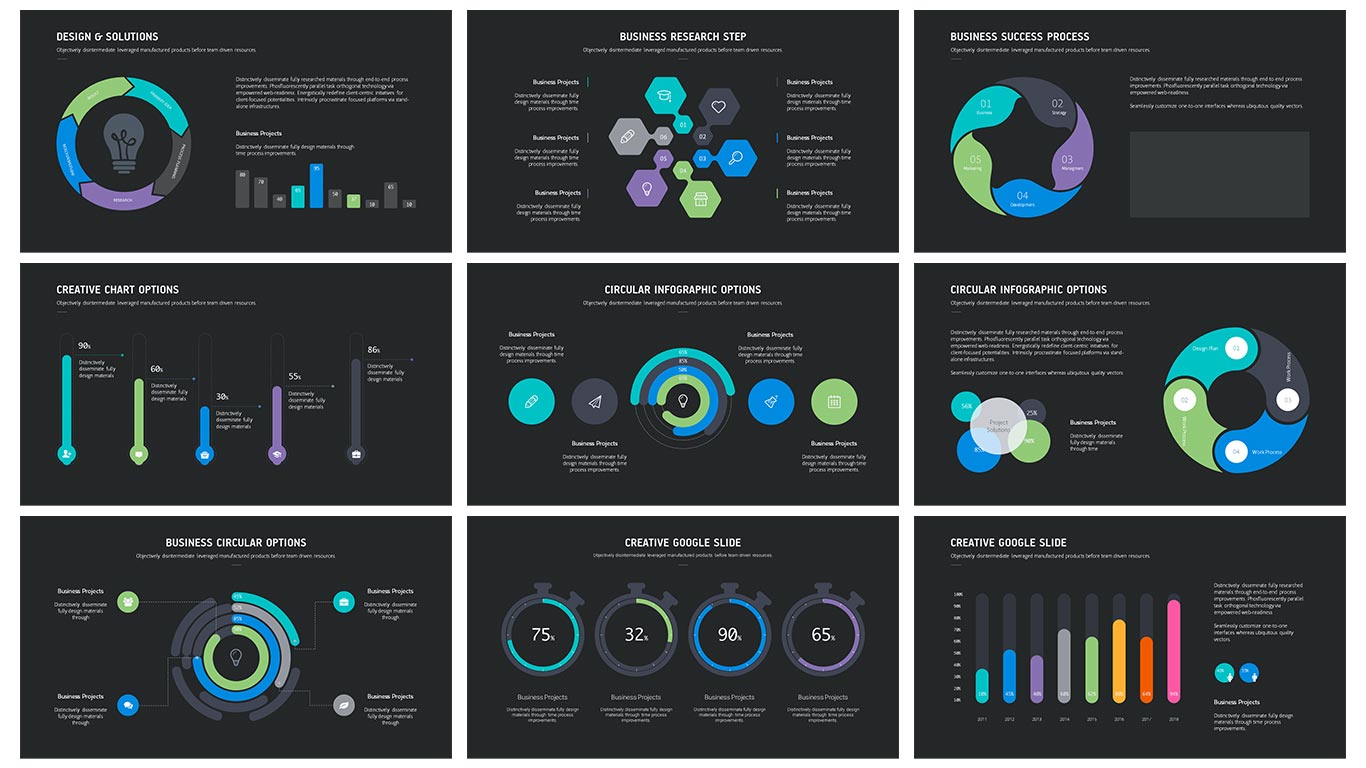 DESIGN & SOLUTIONS
Objectively disintermediate leveraged manufactured products before team driven resources
BOOST
PRIMARY IDEA
PROCESS PLANNING
RESEARCH
Distinctively disseminate fully researched materials through end-to-end process
improvements. Phosfluorescently parallel task orthogonal technology via
empowered web-readiness. Energistically redefine client-centric initiatives for
client-focused potentialities. Intrinsicly procrastinate focused platforms via stand-
alone infrastructures
Business Projects
Distinctively disseminate fully design materials through
time process improvements.
80
70
40
65
95
50
37
10
65
10
BUSINESS RESEARCH STEP
Objectively disintermediate leveraged manufactured products before team driven resources
Business Projects
Distinctively disseminate fully
design materials through time
process improvements.
Business Projects
Distinctively disseminate fully
design materials through time
process improvements.
Business Projects
Distinctively disseminate fully
design materials through time
process improvements.
01
02
03
04
05
06
Business Projects
Distinctively disseminate fully
design materials through time
process improvements.
Business Projects
Distinctively disseminate fully
design materials through time
process improvements.
Business Projects
Distinctively disseminate fully
design materials through time
process improvements.
BUSINESS SUCCESS PROCESS
Objectively disintermediate leveraged manufactured products before team driven resources
01
Business
02
Strategy
03
Managment
04
Development
05
Marketing
Distinctively disseminate fully researched materials through end-to-end process
improvements. Phosfluorescently parallel task orthogonal technology via
empowered web-readiness
Seamlessly customize one-to-one interfaces whereas ubiquitous quality vectors.
CREATIVE CHART OPTIONS
Objectively disintermediate leveraged manufactured products before team driven resources
90%
Distinctively
disseminate fully
design materials
60%
Distinctively
disseminate fully
design materials
30%
Distinctively
disseminate fully
design materials
55%
Distinctively
disseminate fully
design materials
86%
Distinctively
disseminate fully
design materials
CIRCULAR INFOGRAPHIC OPTIONS
Objectively disintermediate leveraged manufactured products before team driven resources
Business Projects
Distinctively disseminate fully
design materials through time
process improvements.
Business Projects
Distinctively disseminate fully
design materials through time
process improvements.
65%
85%
50%
Business Projects
Distinctively disseminate fully
design materials through time
process improvements.
Business Projects
Distinctively disseminate fully
design materials through time
process improvements.
CIRCULAR INFOGRAPHIC OPTIONS
Objectively disintermediate leveraged manufactured products before team driven resources
Distinctively disseminate fully researched materials through end-to-end process
improvements. Phosfluorescently parallel task orthogonal technology via
empowered web-readiness. Energistically redefine client-centric initiatives for
client-focused potentialities. Intrinsicly procrastinate focused platforms via stand-
alone infrastructures
Seamlessly customize one-to-one interfaces whereas ubiquitous quality vectors
56%
25%
Project
Solutions
90%
85%
Business Projects
Distinctively disseminate
fully design materials
through time
Design Plan
01
Work Process
02
Work Process
03
04
Work Process
BUSINESS CIRCULAR OPTIONS
Objectively disintermediate leveraged manufactured products before team driven resources
Business Projects
Distinctively disseminate
fully design materials
through
Business Projects
Distinctively disseminate
fully design materials
through
85%
Business Projects
Distinctively disseminate
fully design materials
through
Business Projects
Distinctively disseminate
fully design materials
through
CREATIVE GOOGLE SLIDE
Objectively disintermediate leveraged manufactured products before team driven resources.
75%
32%
90%
65%
Business Projects
Distinctively disseminate fully design
materials through time process
improvements.
Business Projects
Distinctively disseminate fully design
materials through time process
improvements.
Business Projects
Distinctively disseminate fully design
materials through time process
improvements.
Business Projects
Distinctively disseminate fully design
materials through time process
improvements.
CREATIVE GOOGLE SLIDE
Objectively disintermediate leveraged manufactured products before team driven resources
100%
90%
80%
70%
60%
50%
40%
30%
20%
10%
45%
40%
60%
62%
64%
94%
2011
2012
2013
2014
2015
2016
2017
2018
Distinctively disseminate fully researched
materials through end-to-end process
improvements. Phosfluorescently parallel
task orthogonal technology via
empowered web-readiness
Seamlessly customize one-to-one
interfaces whereas ubiquitous quality
vectors
Business Projects
Distinctively disseminate fully
design materials through time
process improvements.